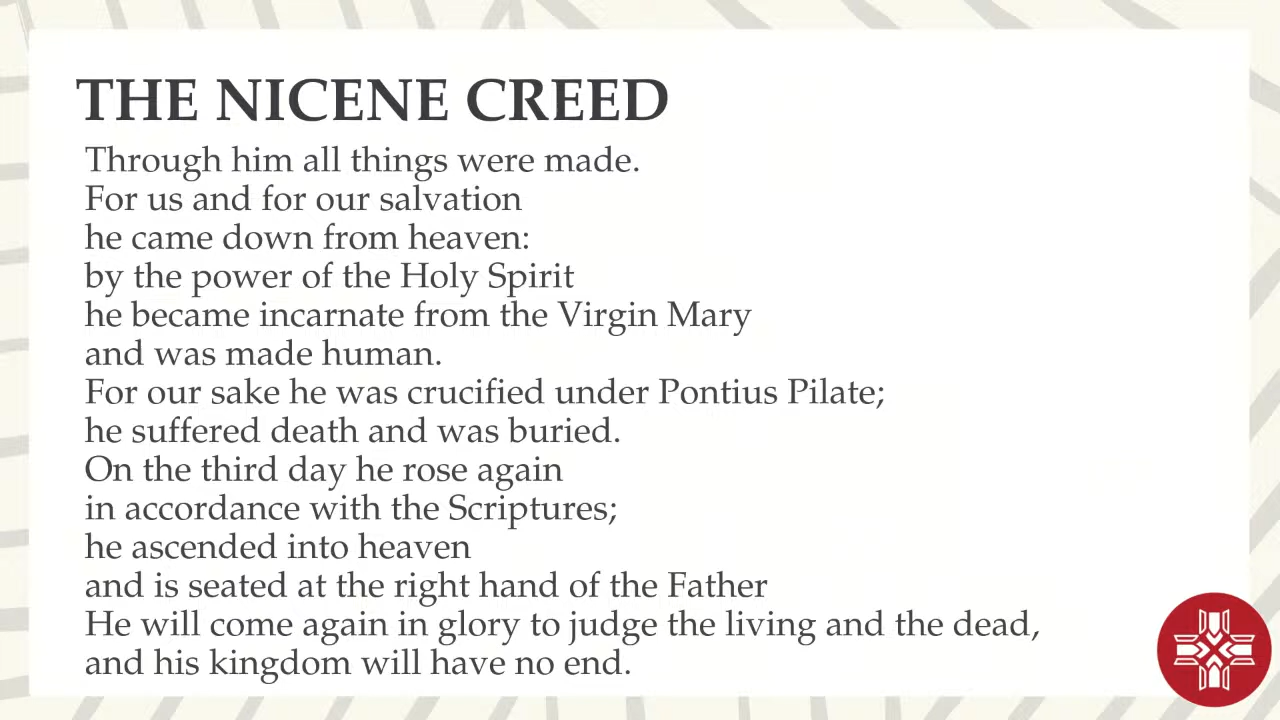 THE NICENE CREED
Through him all things were made.
For us and for our salvation
he came down from heaven:
by the power of the Holy Spirit
he became incarnate from the Virgin Mary
and was made human.
For our sake he was crucified under Pontius Pilate;
he suffered death and was buried.
On the third day he rose again
in accordance with the Scriptures;
he ascended into heaven
and is seated at the right hand of the Father
He will come again in glory to judge the living and the dead,
and his kingdom will have no end.